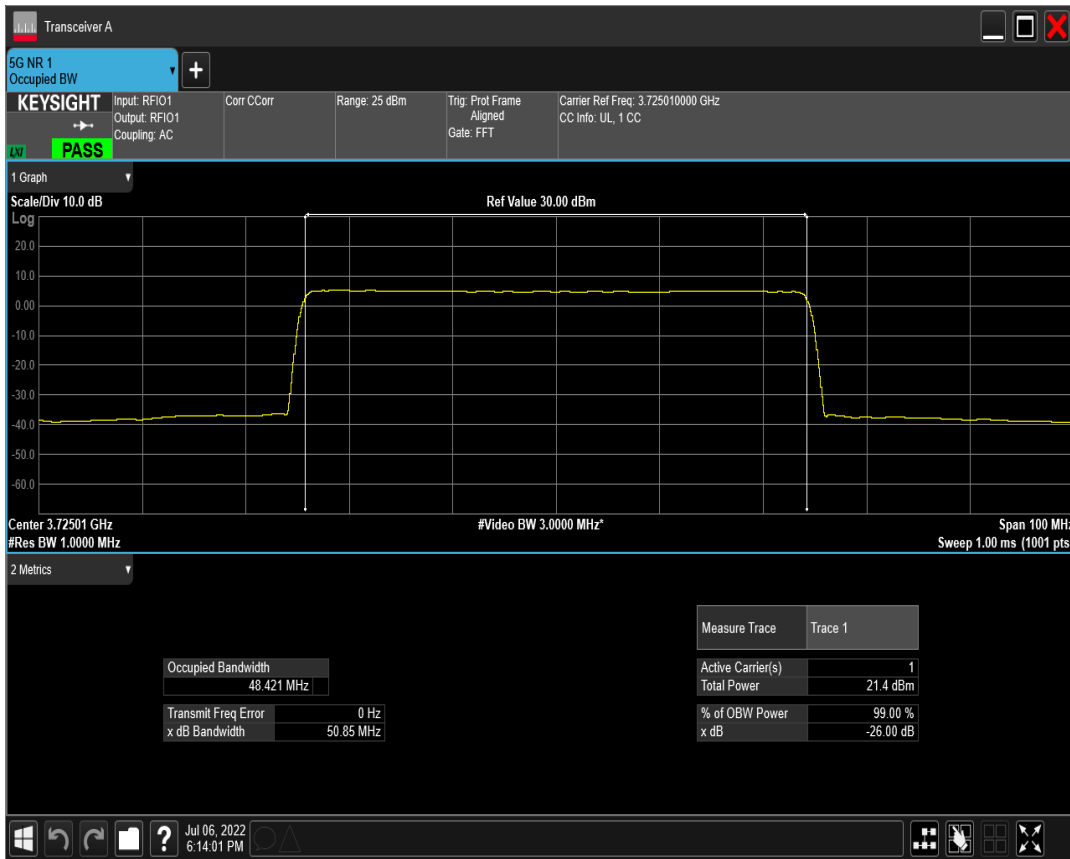 Transceiver A
5G NR 1
Occupied BW
KEYSIGHT
LXI
PASS
Input: RFIO1
Output: RFIO1
Coupling: AC
Corr CCorr
Range: 25 dBm
Trig: Prot Frame
Aligned
Gate: FFT
Carrier Ref Freq: 3.725010000 GHz
CC Info: UL, 1 CC
1 Graph
Scale/Div 10.0 dB
Ref Value 30.00 dBm
Log
20.0
10.0
0.00
-10.0
-20.0
-30.0
-40.0
-50.0
-60.0
Center 3.72501 GHz
#Video BW 3.0000 MHz*
Span 100 MHz
#Res BW 1.0000 MHz
Sweep 1.00 ms (1001 pts
2 Metrics
Measure Trace Trace 1
Occupied Bandwidth
48.421 MHz
Active Carrier(s) 1
Total Power 21.4 dBm
Transmit Freq Error 0 Hz
x dB Bandwidth 50.85 MHz
% of OBW Power 99.00 %
x dB -26.00 dB
?
Jul 06, 2022
6:14:01 PM